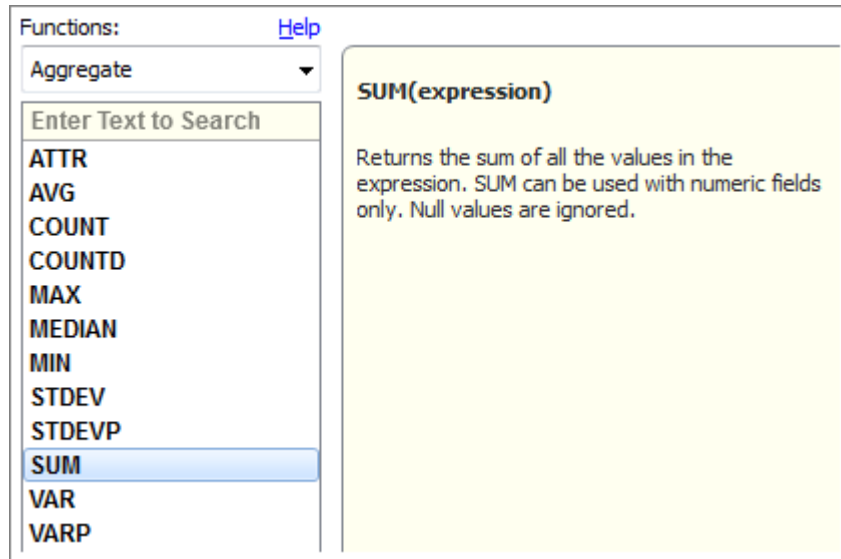 Functions: Help
Aggregate
Enter Text to Search
ATTR
AVG
COUNT
COUNTD
MAX
MEDIAN
MIN
STDEV
STDEVP
SUM
VAR
VARP
SUM(expression)
Returns the sum of all the values in the
expression. SUM can be used with numeric fields
only. Null values are ignored.